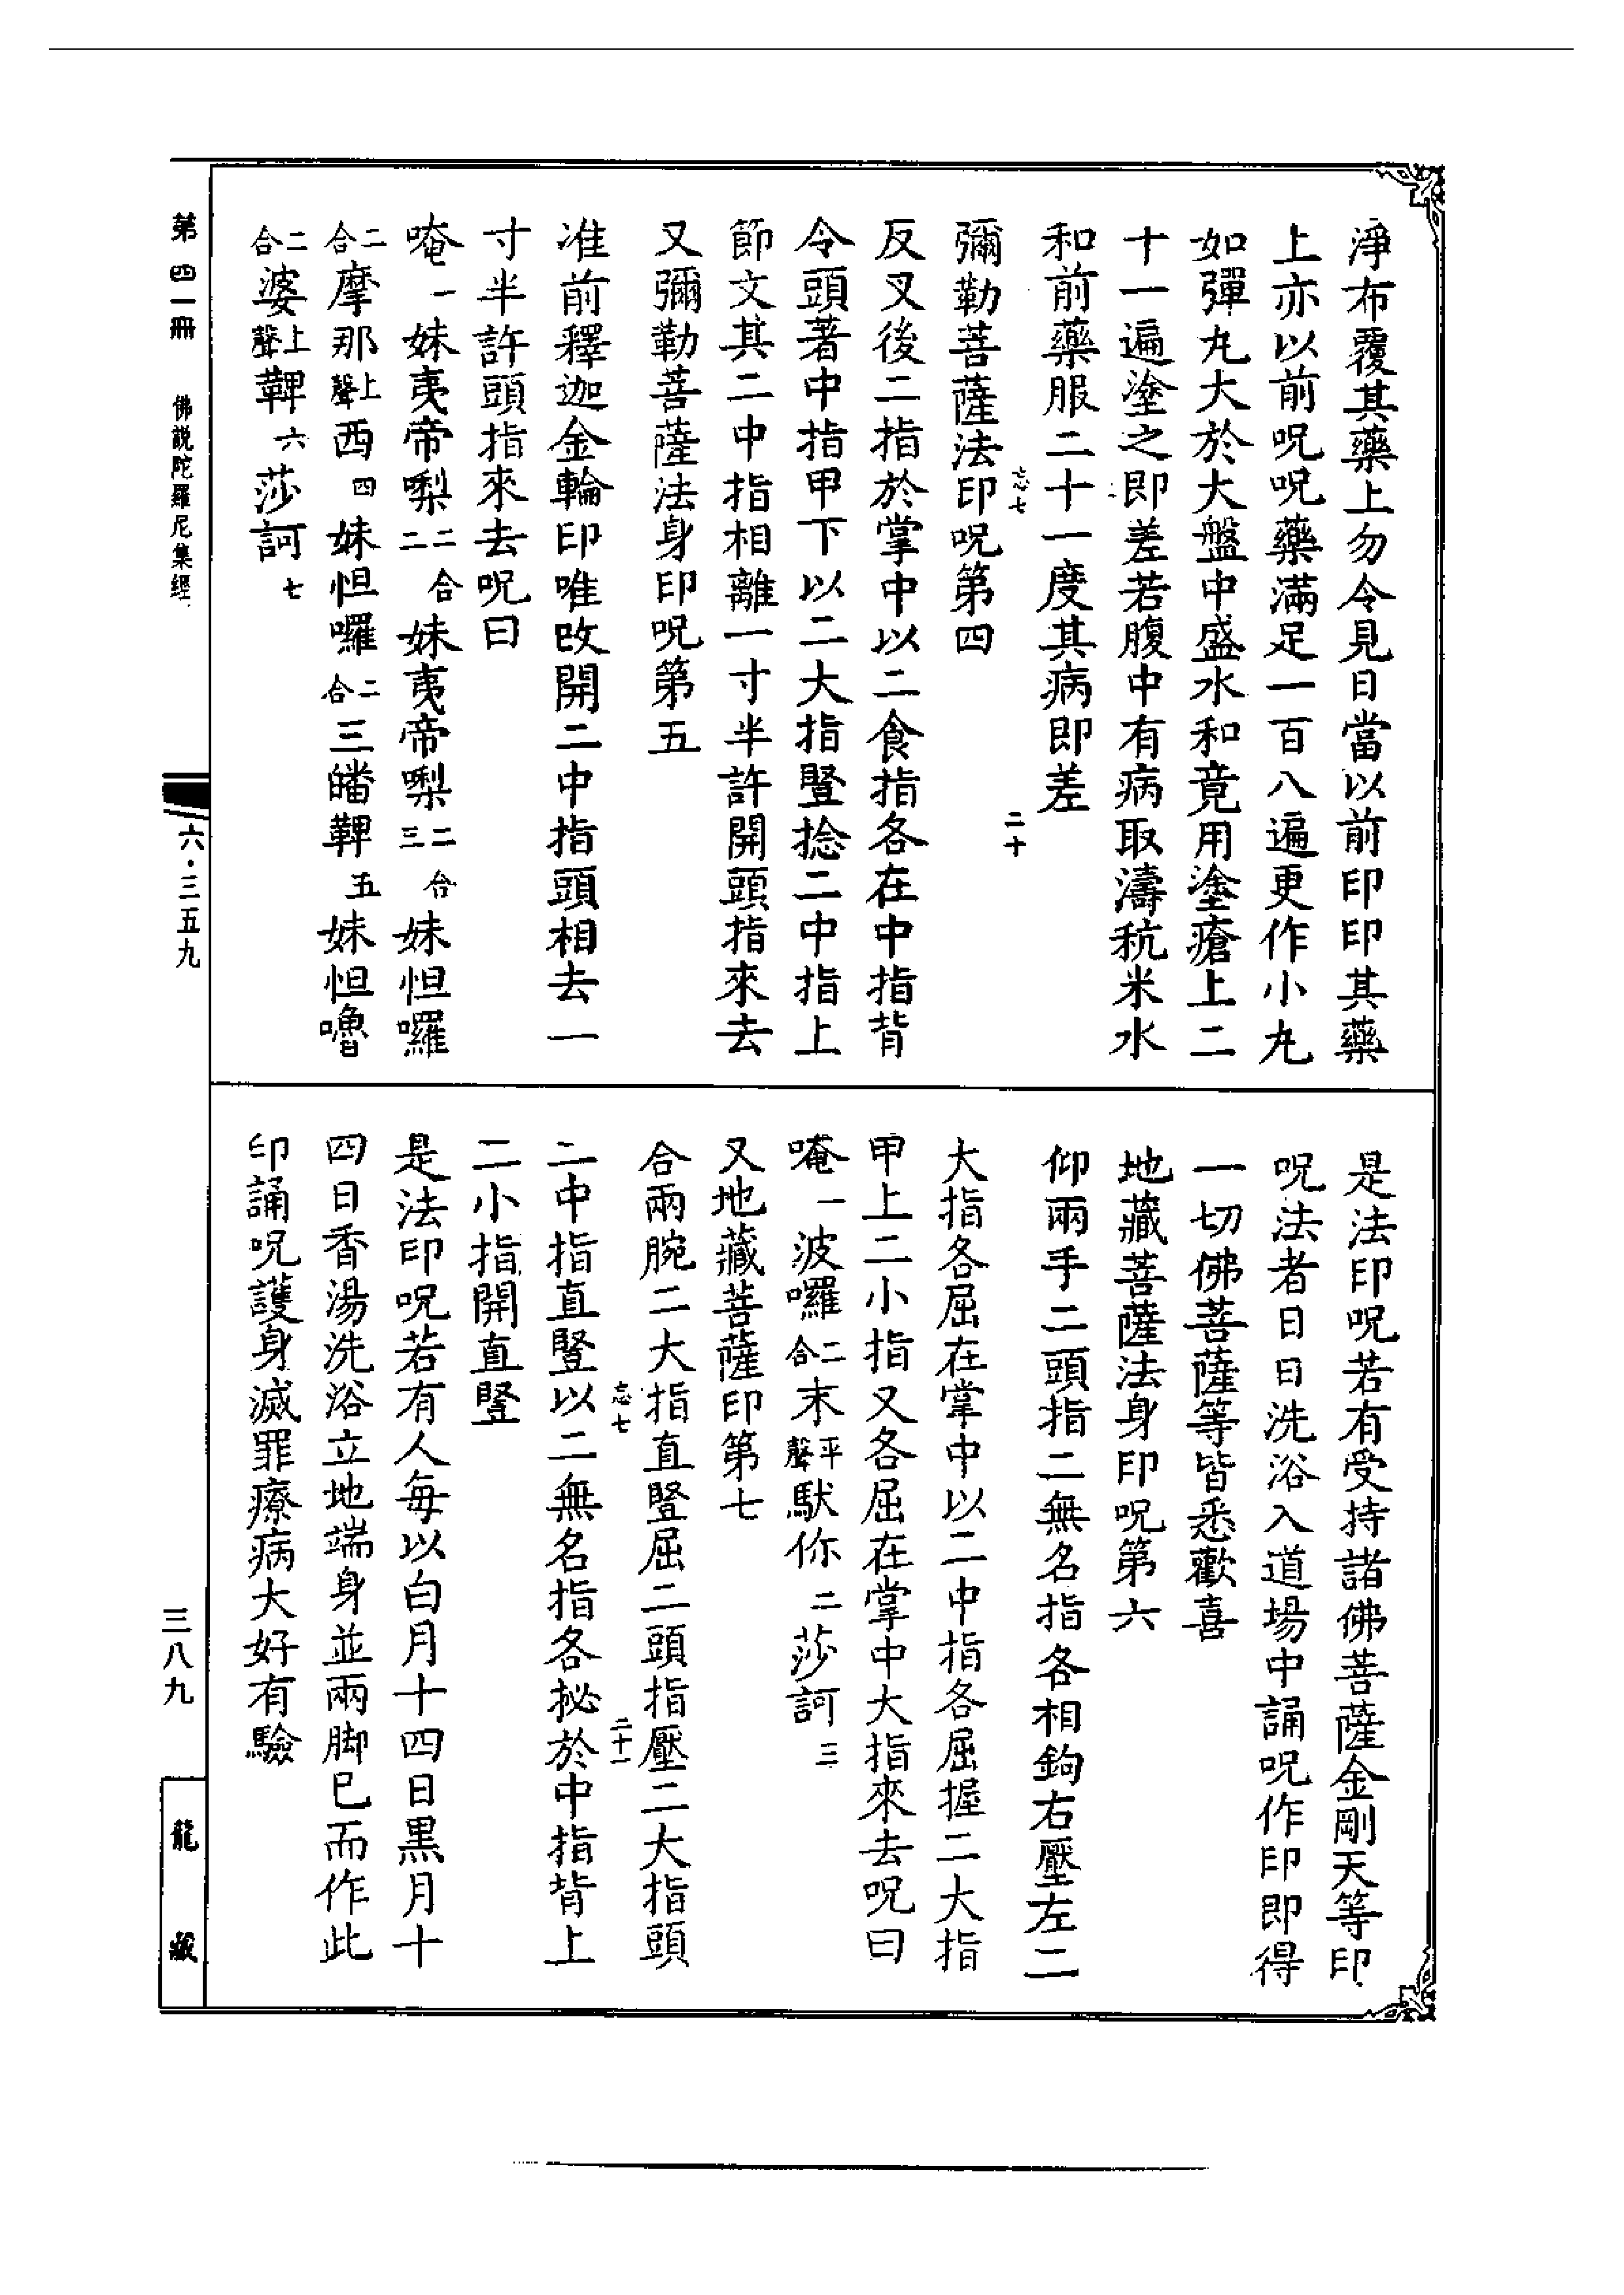 淨布覆其藥上勿令見日當以前印印其藥
上亦以前呪呪藥滿足一百八遍更作小丸
如彈丸大於大盤中盛水和竟用塗瘡上二
十一遍塗之即差若腹中有病取濤秔米水
和前藥服二十一度其病即差
忘七 二十
彌勒菩薩法印呪第四
反叉後二指於掌中以二食指各在中指背
令頭著中指甲下以二大指豎捻二中指上
節文其二中指相離一寸半許開頭指來去
又彌勒菩薩法身印呪第五
准前釋迦金輪印唯改開二中指頭相去一
寸半許頭指來去呪曰
唵一妹夷帝㗚二合二妹夷帝㗚二合三妹怛囉
二合摩那上聲西四妹怛囉二合三皤鞞五妹怛嚕
二合婆上聲鞞六莎訶七
第四一冊 佛説陀羅尼集經 六・三五九
是法印呪若有受持諸佛菩薩金剛天等印
呪法者日日洗浴入道場中誦呪作印即得
一切佛菩薩等皆悉歡喜
地藏菩薩法身印呪第六
仰兩手二頭指二無名指各相鉤右壓左二
大指各屈在掌中以二中指各屈握二大指
甲上二小指又各屈在掌中大指來去呪曰
唵一波囉二合末平聲馱你二莎訶三
又地藏菩薩印第七
合兩腕二大指直豎屈二頭指壓二大指頭
忘七 二十一
二中指直豎以二無名指各拯於中指背上
二小指開直豎
是法印呪若有人每以白月十四日黒月十
四日香湯洗浴立地端身並兩脚已而作此
印誦呪護身滅罪療病大好有驗
三八九 龍藏